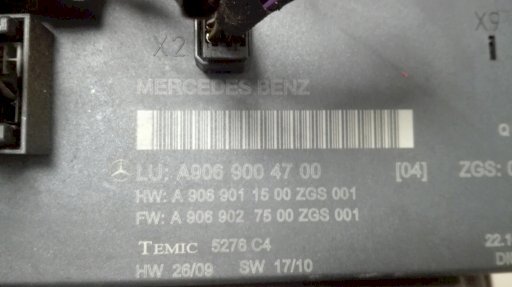 X2
X9
MERCEDES BENZ
LU: A906 900 47 00 [04] ZGS:
HW: A 906 901 15 00 ZGS 001
FW: A 906 902 75 00 ZGS 001
Q
TEMIC 5276 C4
22.1
HW 26/09 SW 17/10